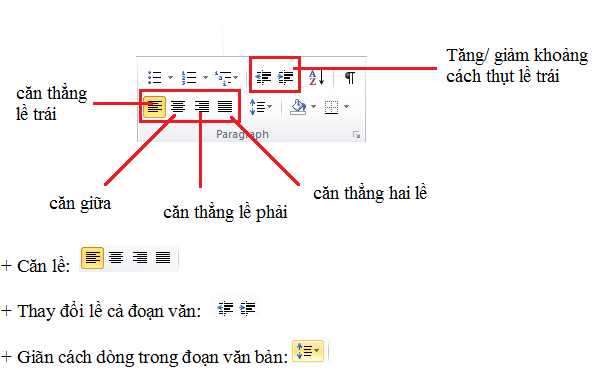 Tăng/ giảm khoảng
cách thụt lề trái
căn thẳng
lề trái
Paragraph
căn giữa
căn thẳng lề phải
căn thẳng hai lề
+ Căn lề:
+ Thay đổi lề cả đoạn văn:
+ Giãn cách dòng trong đoạn văn bản: